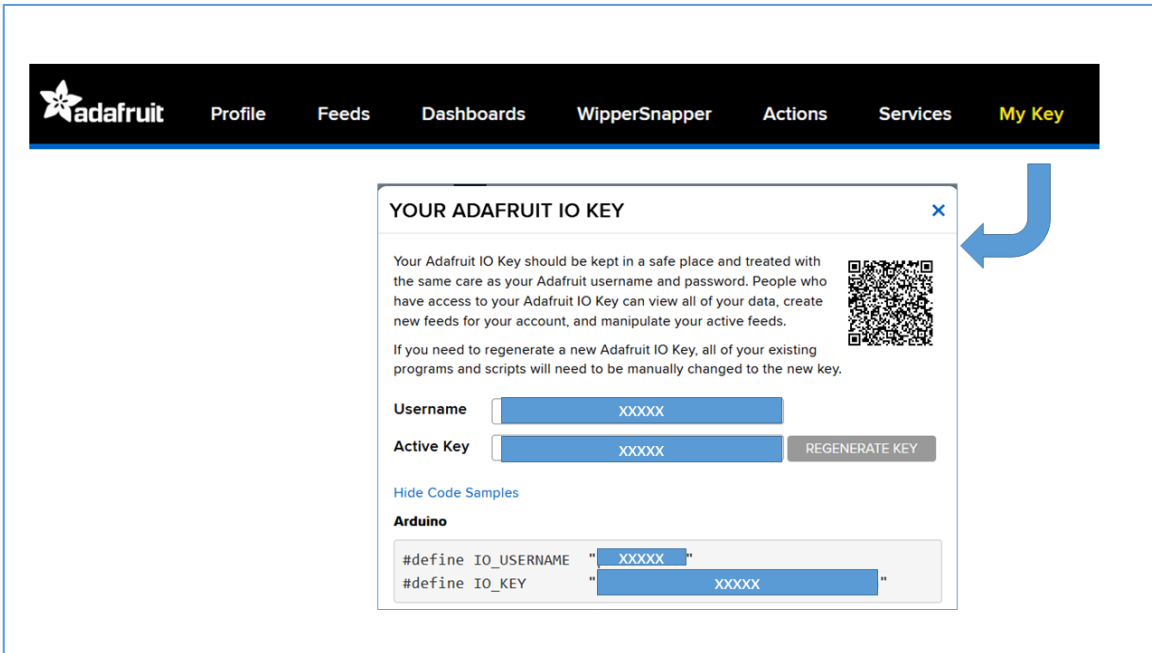 adafruit Profile Feeds Dashboards WipperSnapper Actions Services My Key
YOUR ADAFRUIT IO KEY ×
Your Adafruit IO Key should be kept in a safe place and treated with
the same care as your Adafruit username and password. People who
have access to your Adafruit IO Key can view all of your data, create
new feeds for your account, and manipulate your active feeds.
If you need to regenerate a new Adafruit IO Key, all of your existing
programs and scripts will need to be manually changed to the new key.
Username XXXXX
Active Key XXXXX REGENERATE KEY
Hide Code Samples
Arduino
#define IO_USERNAME "XXXXX"
#define IO_KEY "XXXXX"